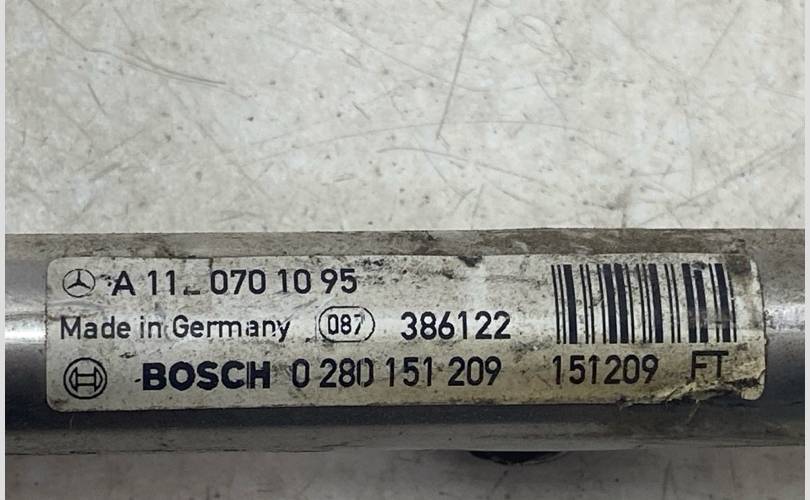 A 11 070 10 95
Made in Germany 087 386122
BOSCH 0 280 151 209 151209 FT